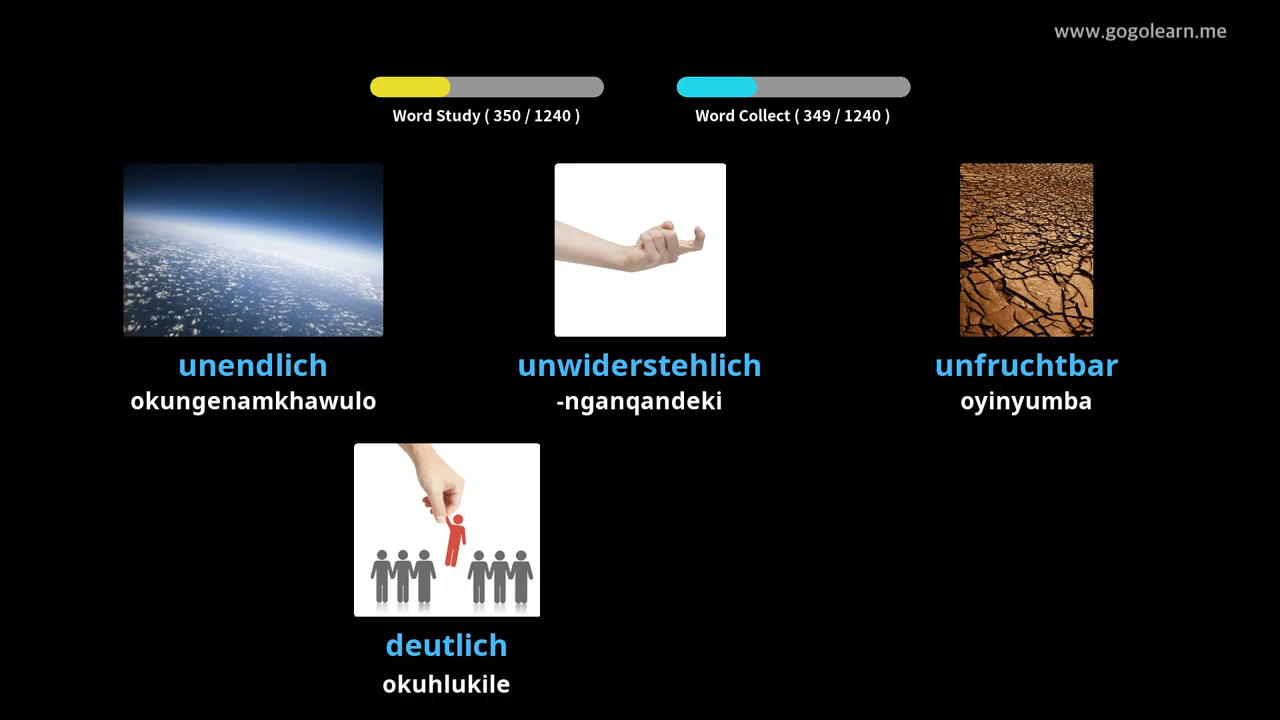 www.gogolearn.me
Word Study ( 350 / 1240 )
Word Collect ( 349 / 1240 )
unendlich
okungenamkhawulo
unwiderstehlich
-nganqandeki
unfruchtbar
oyinyumba
deutlich
okuhlukile